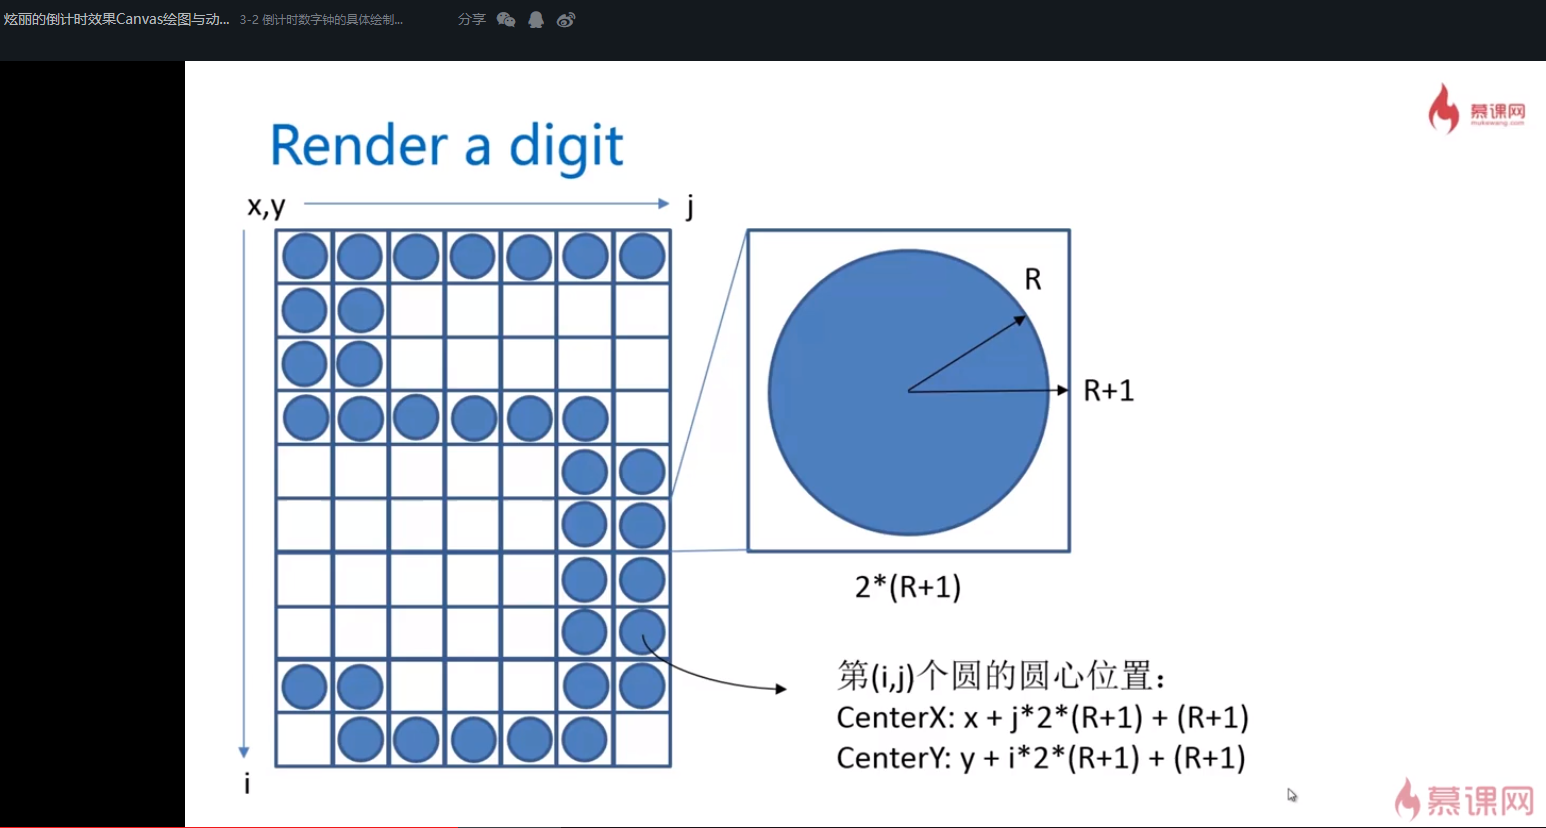 炫丽的倒计时效果Canvas绘图与动... 3-2 倒计时数字钟的具体绘制... 分享
慕课网
mukewang.com
Render a digit
x,y
j
R
R+1
2*(R+1)
第(i,j)个圆的圆心位置：
CenterX: x + j*2*(R+1) + (R+1)
CenterY: y + i*2*(R+1) + (R+1)
i
慕课网